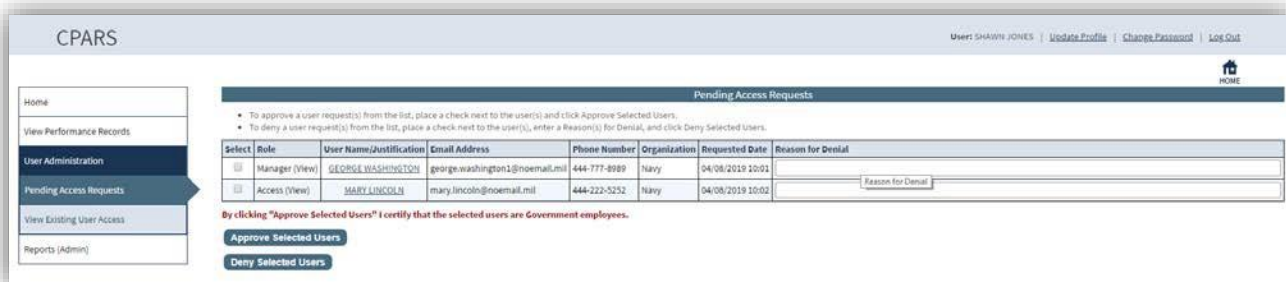 CPARS
User: SHAWN JONES | Update Profile | Change Password | Log Out
HOME
Home
View Performance Records
User Administration
Pending Access Requests
View Existing User Access
Reports (Admin)
Pending Access Requests
To approve a user request(s) from the list, place a check next to the user(s) and click Approve Selected Users.
To deny a user request(s) from the list, place a check next to the user(s), enter a Reason(s) for Denial, and click Deny Selected Users.
Select Role User Name/Justification Email Address Phone Number Organization Requested Date Reason for Denial
Manager (View) GEORGE WASHINGTON george.washington1@noemail.mil 444-777-8989 Navy 04/08/2019 10:01
Reason for Denial
Access (View) MARY LINCOLN mary.lincoln@noemail.mil 444-222-5252 Navy 04/08/2019 10:02
By clicking "Approve Selected Users" I certify that the selected users are Government employees.
Approve Selected Users
Deny Selected Users